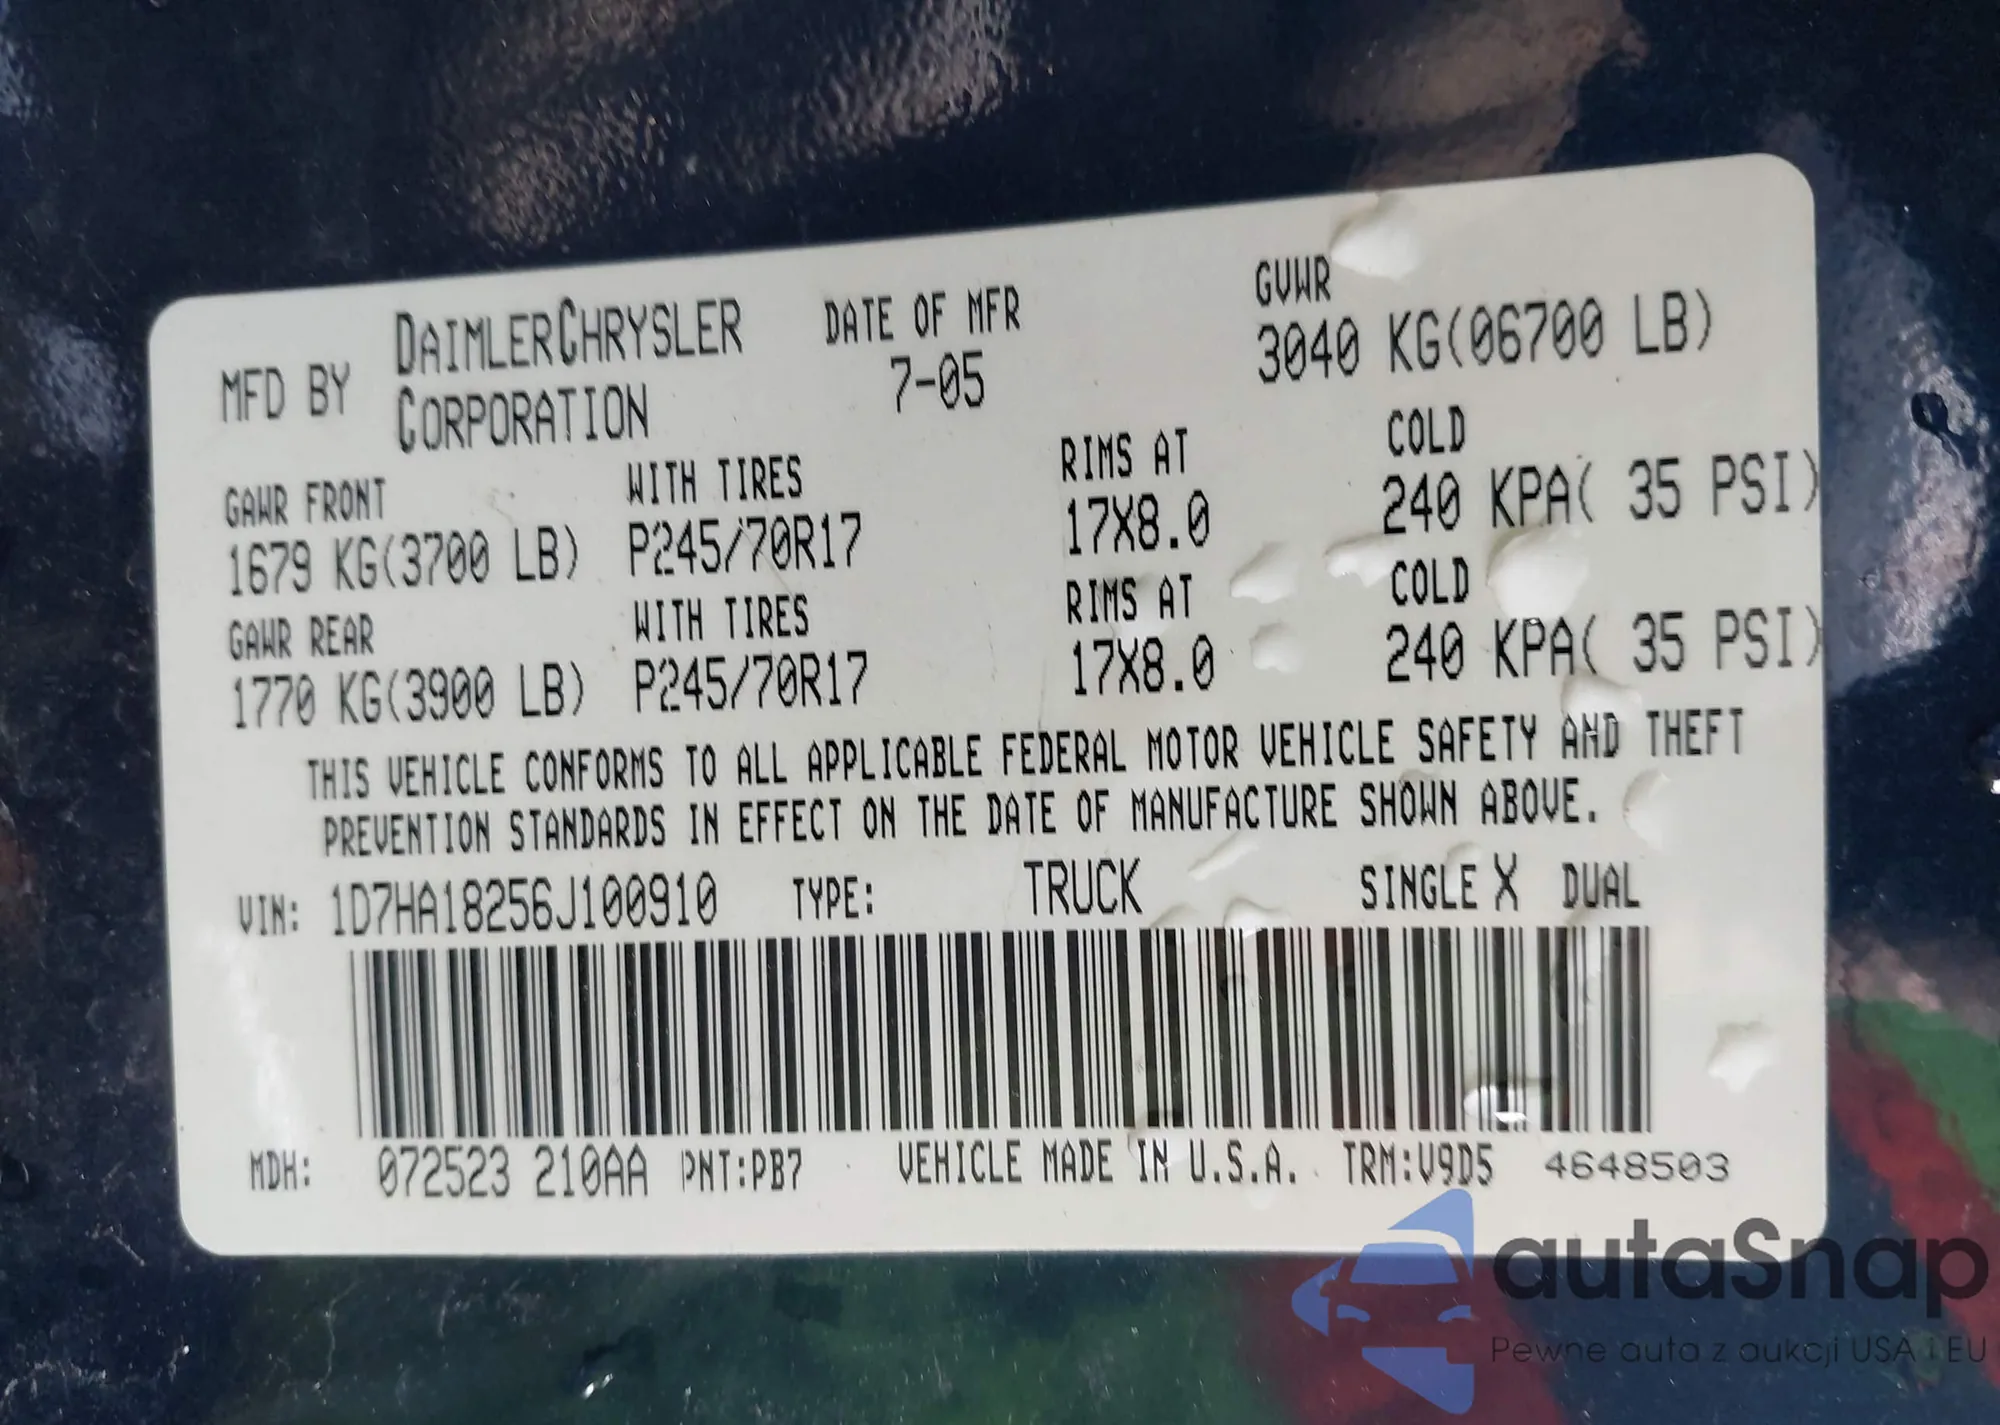 MFD BY DAIMLERCHRYSLER CORPORATION DATE OF MFR 7-05 GVWR 3040 KG(06700 LB)
GAWR FRONT WITH TIRES RIMS AT COLD
1679 KG(3700 LB) P245/70R17 17X8.0 240 KPA( 35 PSI)
GAWR REAR WITH TIRES RIMS AT COLD
1770 KG(3900 LB) P245/70R17 17X8.0 240 KPA( 35 PSI)
THIS VEHICLE CONFORMS TO ALL APPLICABLE FEDERAL MOTOR VEHICLE SAFETY AND THEFT
PREVENTION STANDARDS IN EFFECT ON THE DATE OF MANUFACTURE SHOWN ABOVE.
VIN: 1D7HA18256J100910 TYPE: TRUCK SINGLE X DUAL
MDH: 072523 210AA PNT:PB7 VEHICLE MADE IN U.S.A. TRM:V9D5 4648503
autaSnap
Pewne auta z aukcji USA i EU